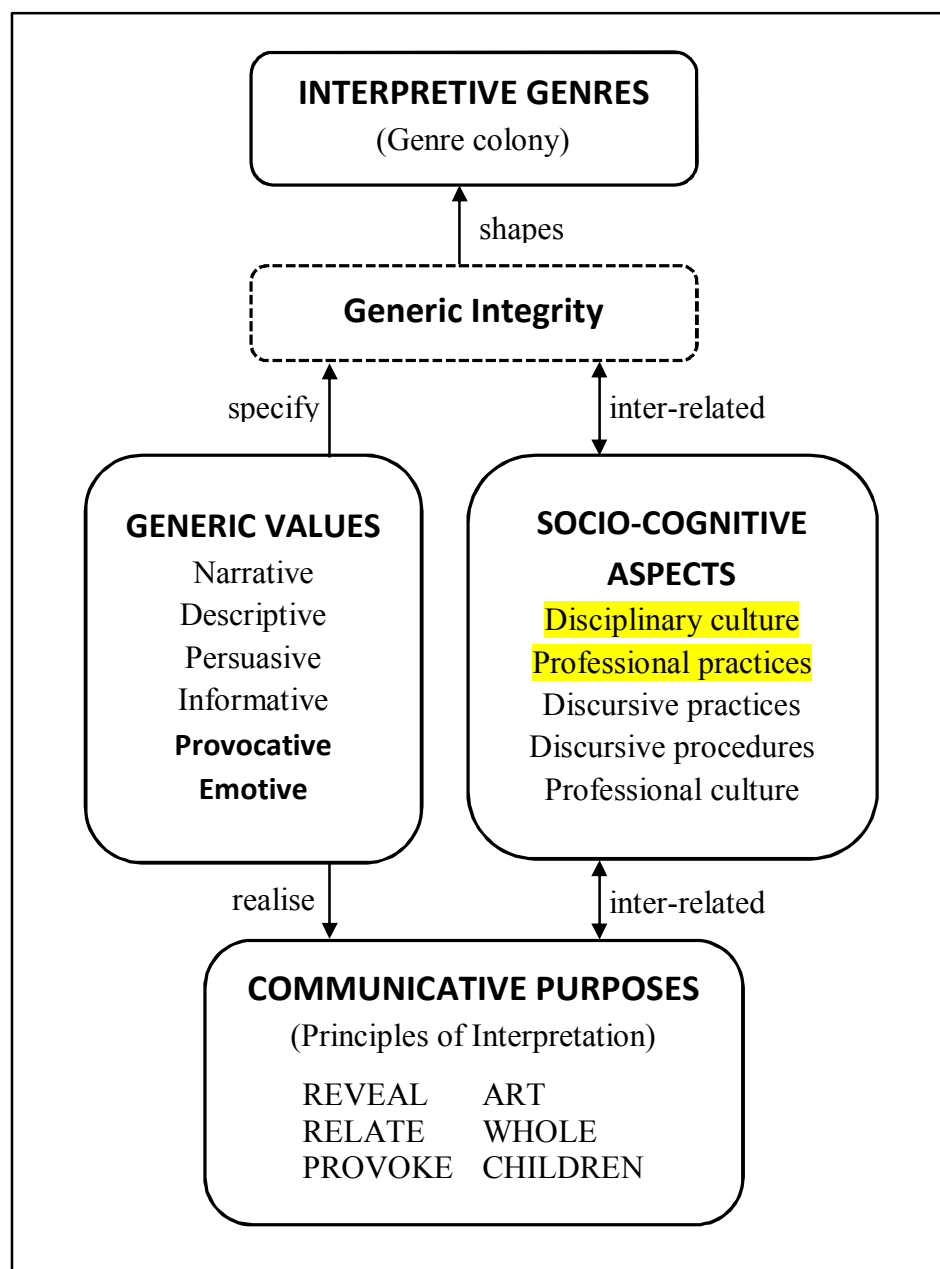 INTERPRETIVE GENRES
(Genre colony)
shapes
Generic Integrity
specify
inter-related
GENERIC VALUES
Narrative
Descriptive
Persuasive
Informative
Provocative
Emotive
SOCIO-COGNITIVE
ASPECTS
Disciplinary culture
Professional practices
Discursive practices
Discursive procedures
Professional culture
realise
inter-related
COMMUNICATIVE PURPOSES
(Principles of Interpretation)
REVEAL ART
RELATE WHOLE
PROVOKE CHILDREN